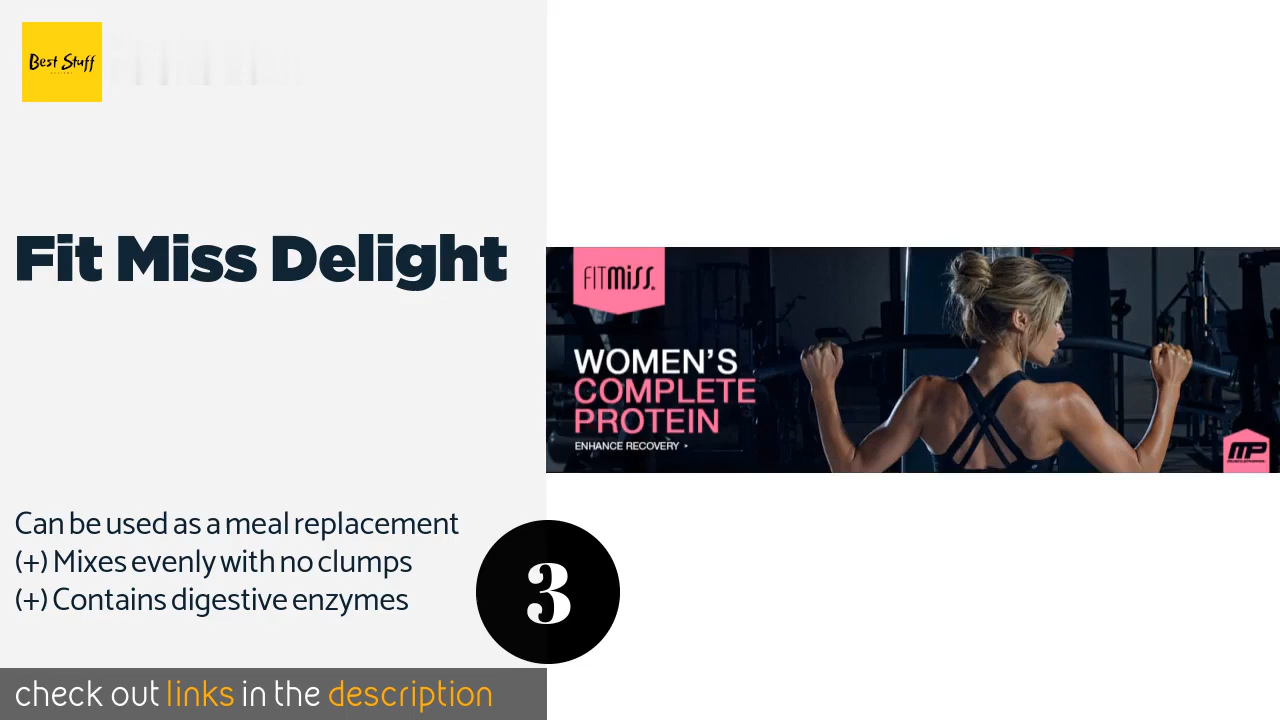 Best Stuff
Fit Miss Delight
FITMISS
WOMEN'S
COMPLETE
PROTEIN
ENHANCE RECOVERY
MP
Can be used as a meal replacement
(+) Mixes evenly with no clumps
(+) Contains digestive enzymes
3
check out links in the description